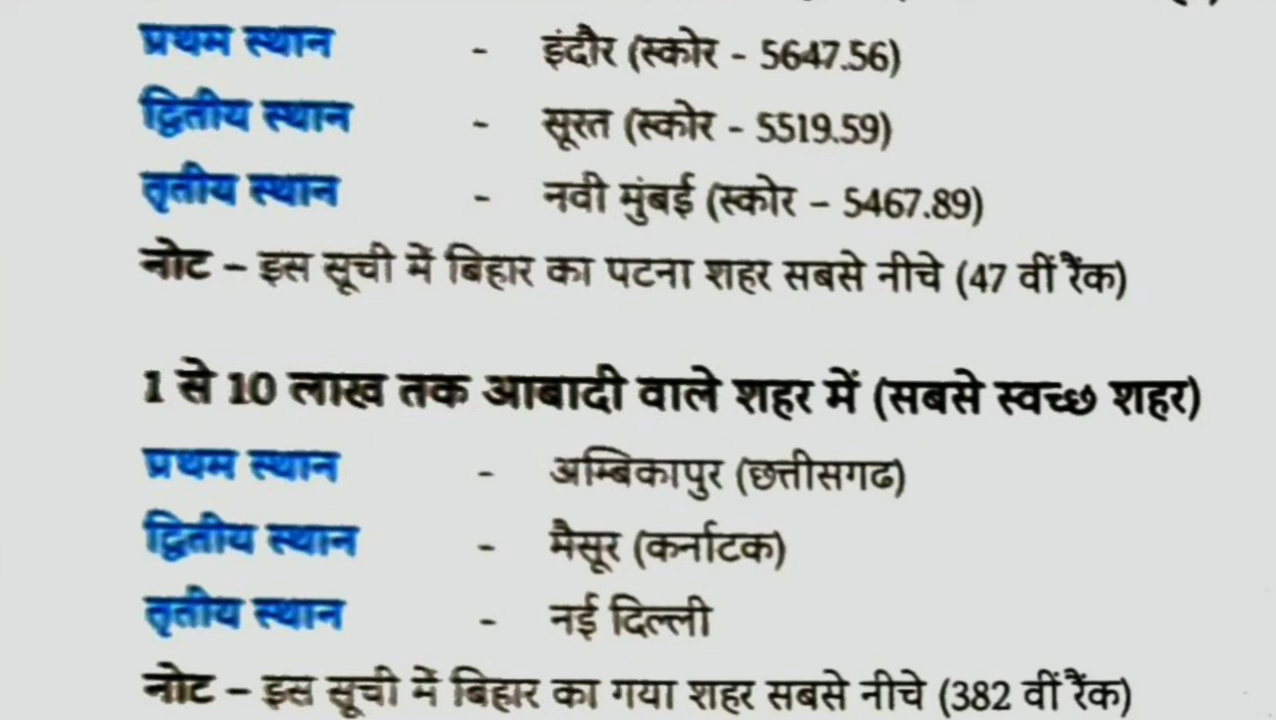 प्रथम स्थान - इंदौर (स्कोर - 5647.56)
द्वितीय स्थान - सूरत (स्कोर - 5519.59)
तृतीय स्थान - नवी मुंबई (स्कोर – 5467.89)
नोट – इस सूची में बिहार का पटना शहर सबसे नीचे (47 वीं रैंक)
1 से 10 लाख तक आबादी वाले शहर में (सबसे स्वच्छ शहर)
प्रथम स्थान - अम्बिकापुर (छत्तीसगढ)
द्वितीय स्थान - मैसूर (कर्नाटक)
तृतीय स्थान - नई दिल्ली
नोट – इस सूची में बिहार का गया शहर सबसे नीचे (382 वीं रैंक)